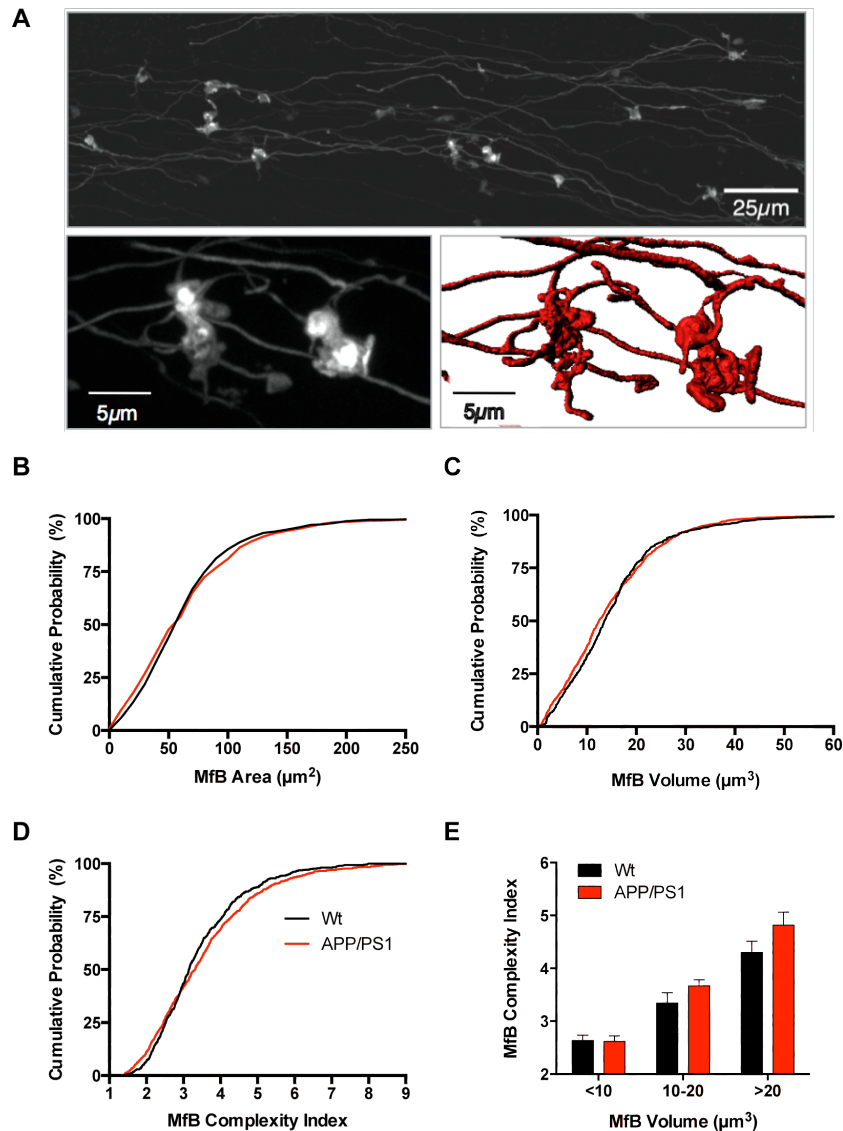 A
25µm
5µm
5µm
B
Cumulative Probability (%)
100
75
50
25
0
0 50 100 150 200 250
MfB Area (µm²)
C
Cumulative Probability (%)
100
75
50
25
0
0 10 20 30 40 50 60
MfB Volume (µm³)
D
Cumulative Probability (%)
100
75
50
25
0
Wt
APP/PS1
1 2 3 4 5 6 7 8 9
MfB Complexity Index
E
MfB Complexity Index
6
5
4
3
2
Wt
APP/PS1
<10 10-20 >20
MfB Volume (µm³)